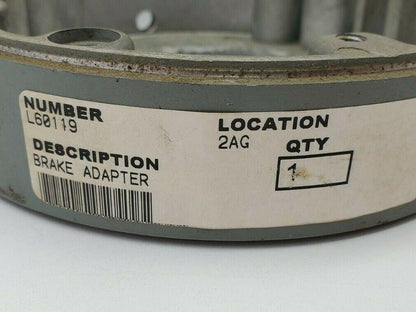 NUMBER
L60119
LOCATION
2AG
QTY
1
DESCRIPTION
BRAKE ADAPTER